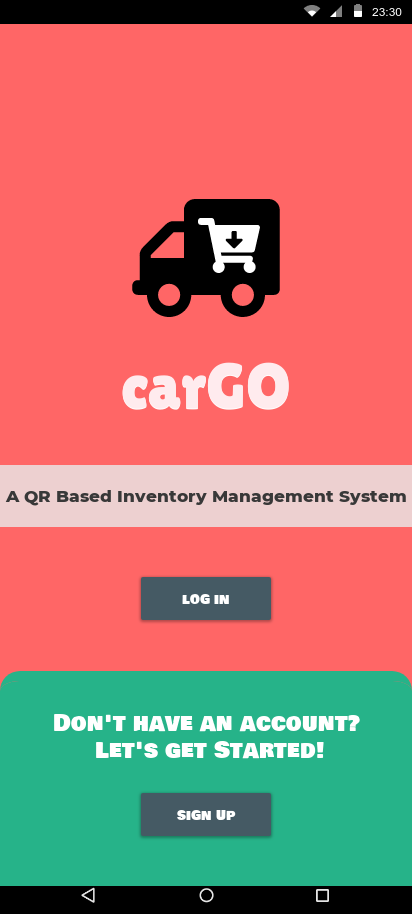 23:30
carGO
A QR Based Inventory Management System
LOG IN
Don't have an account?
Let's get Started!
Sign Up